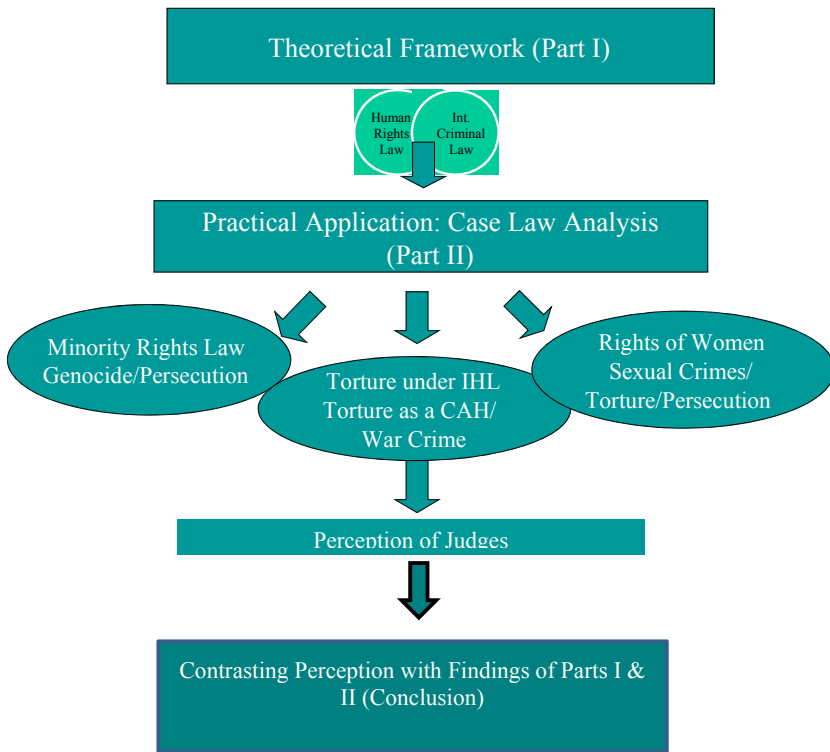 Theoretical Framework (Part I)
Human
Rights
Law
Int.
Criminal
Law
Practical Application: Case Law Analysis
(Part II)
Minority Rights Law
Genocide/Persecution
Torture under IHL
Torture as a CAH/
War Crime
Rights of Women
Sexual Crimes/
Torture/Persecution
Perception of Judges
Contrasting Perception with Findings of Parts I &
II (Conclusion)